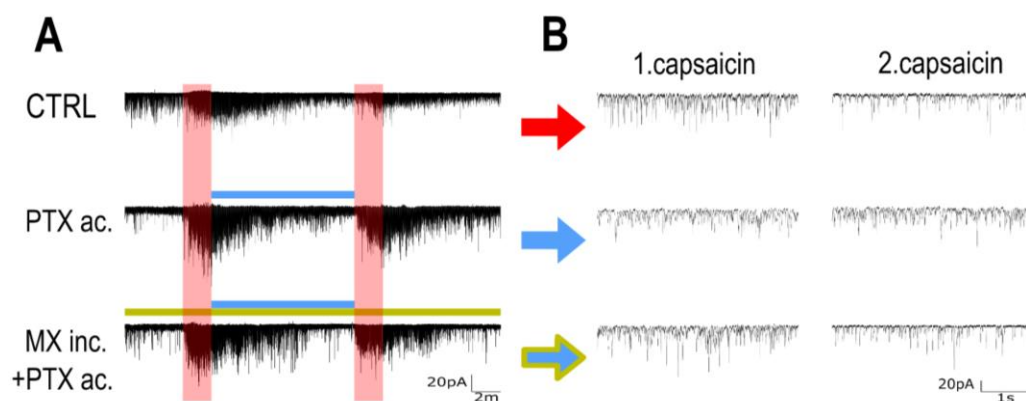 A
B
1.capsaicin
2.capsaicin
CTRL
PTX ac.
MX inc.
+PTX ac.
20pA
2m
20pA
1s